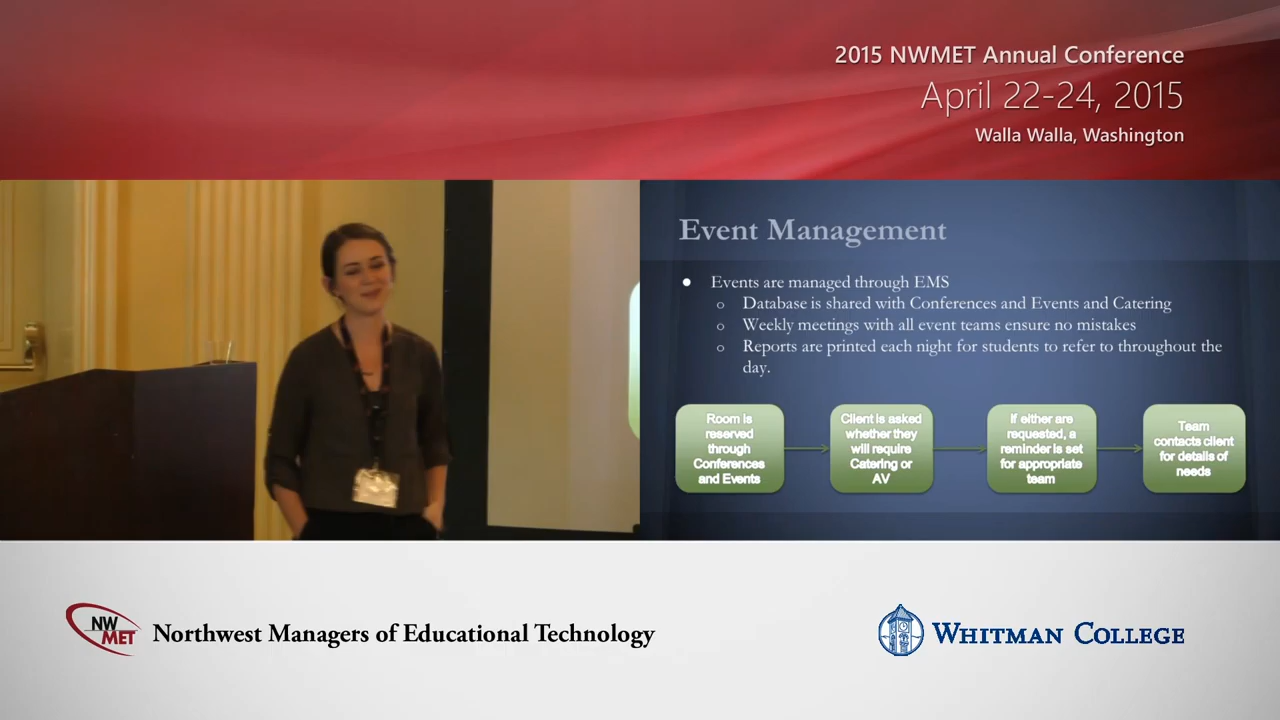 2015 NWMET Annual Conference
April 22-24, 2015
Walla Walla, Washington
Event Management
● Events are managed through EMS
○ Database is shared with Conferences and Events and Catering
○ Weekly meetings with all event teams ensure no mistakes
○ Reports are printed each night for students to refer to throughout the
day.
Room is
reserved
through
Conferences
and Events
Client is asked
whether they
will require
Catering or
AV
If either are
requested, a
reminder is set
for appropriate
team
Team
contacts client
for details of
needs
NW
MET
Northwest Managers of Educational Technology
WHITMAN COLLEGE